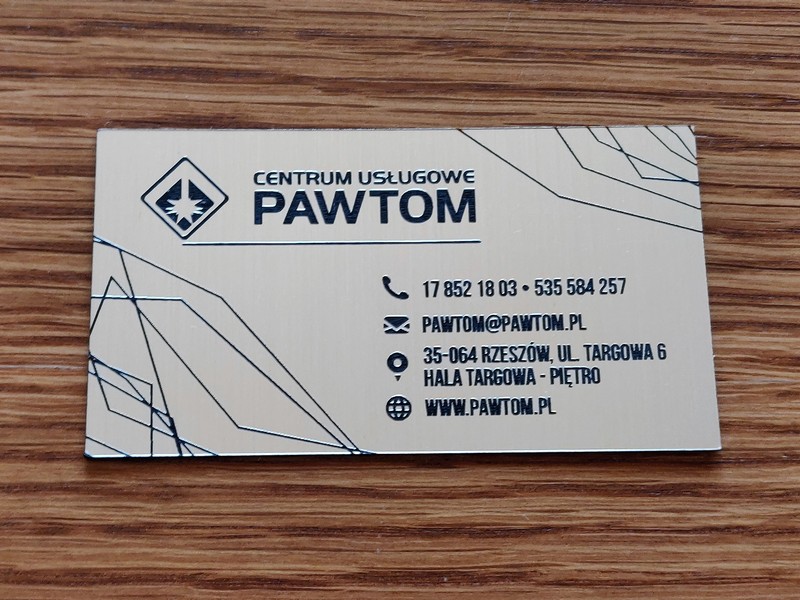 CENTRUM USŁUGOWE
PAWTOM
17 852 18 03 • 535 584 257
PAWTOM@PAWTOM.PL
35-064 RZESZÓW, UL. TARGOWA 6
HALA TARGOWA - PIĘTRO
WWW.PAWTOM.PL